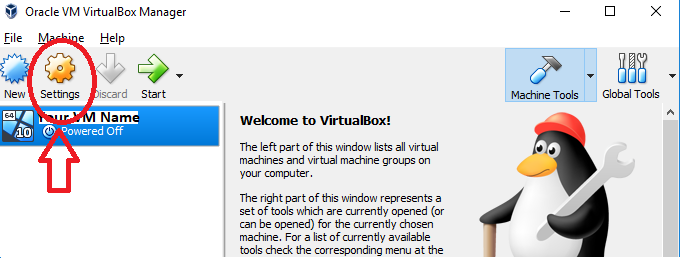 Oracle VM VirtualBox Manager
File Machine Help
New Settings Discard Start Machine Tools Global Tools
64
10
Your VM Name
Powered Off
Welcome to VirtualBox!
The left part of this window lists all virtual
machines and virtual machine groups on
your computer.
The right part of this window represents a
set of tools which are currently opened (or
can be opened) for the currently chosen
machine. For a list of currently available
tools check the corresponding menu at the